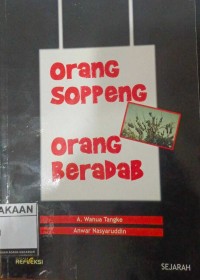 Orang
Soppeng
Orang
Beradab
AKAAN
A. Wanua Tangke
Anwar Nasyaruddin
REFLEKSI
SEJARAH